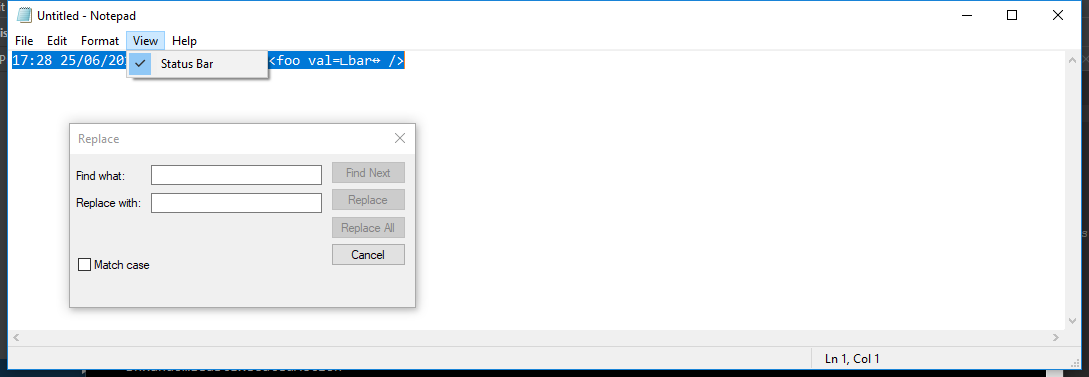 Untitled - Notepad
File Edit Format View Help
17:28 25/06/20 <foo val=∟bar↔ />
Status Bar
Replace
Find what:
Find Next
Replace with:
Replace
Replace All
Cancel
Match case
Ln 1, Col 1